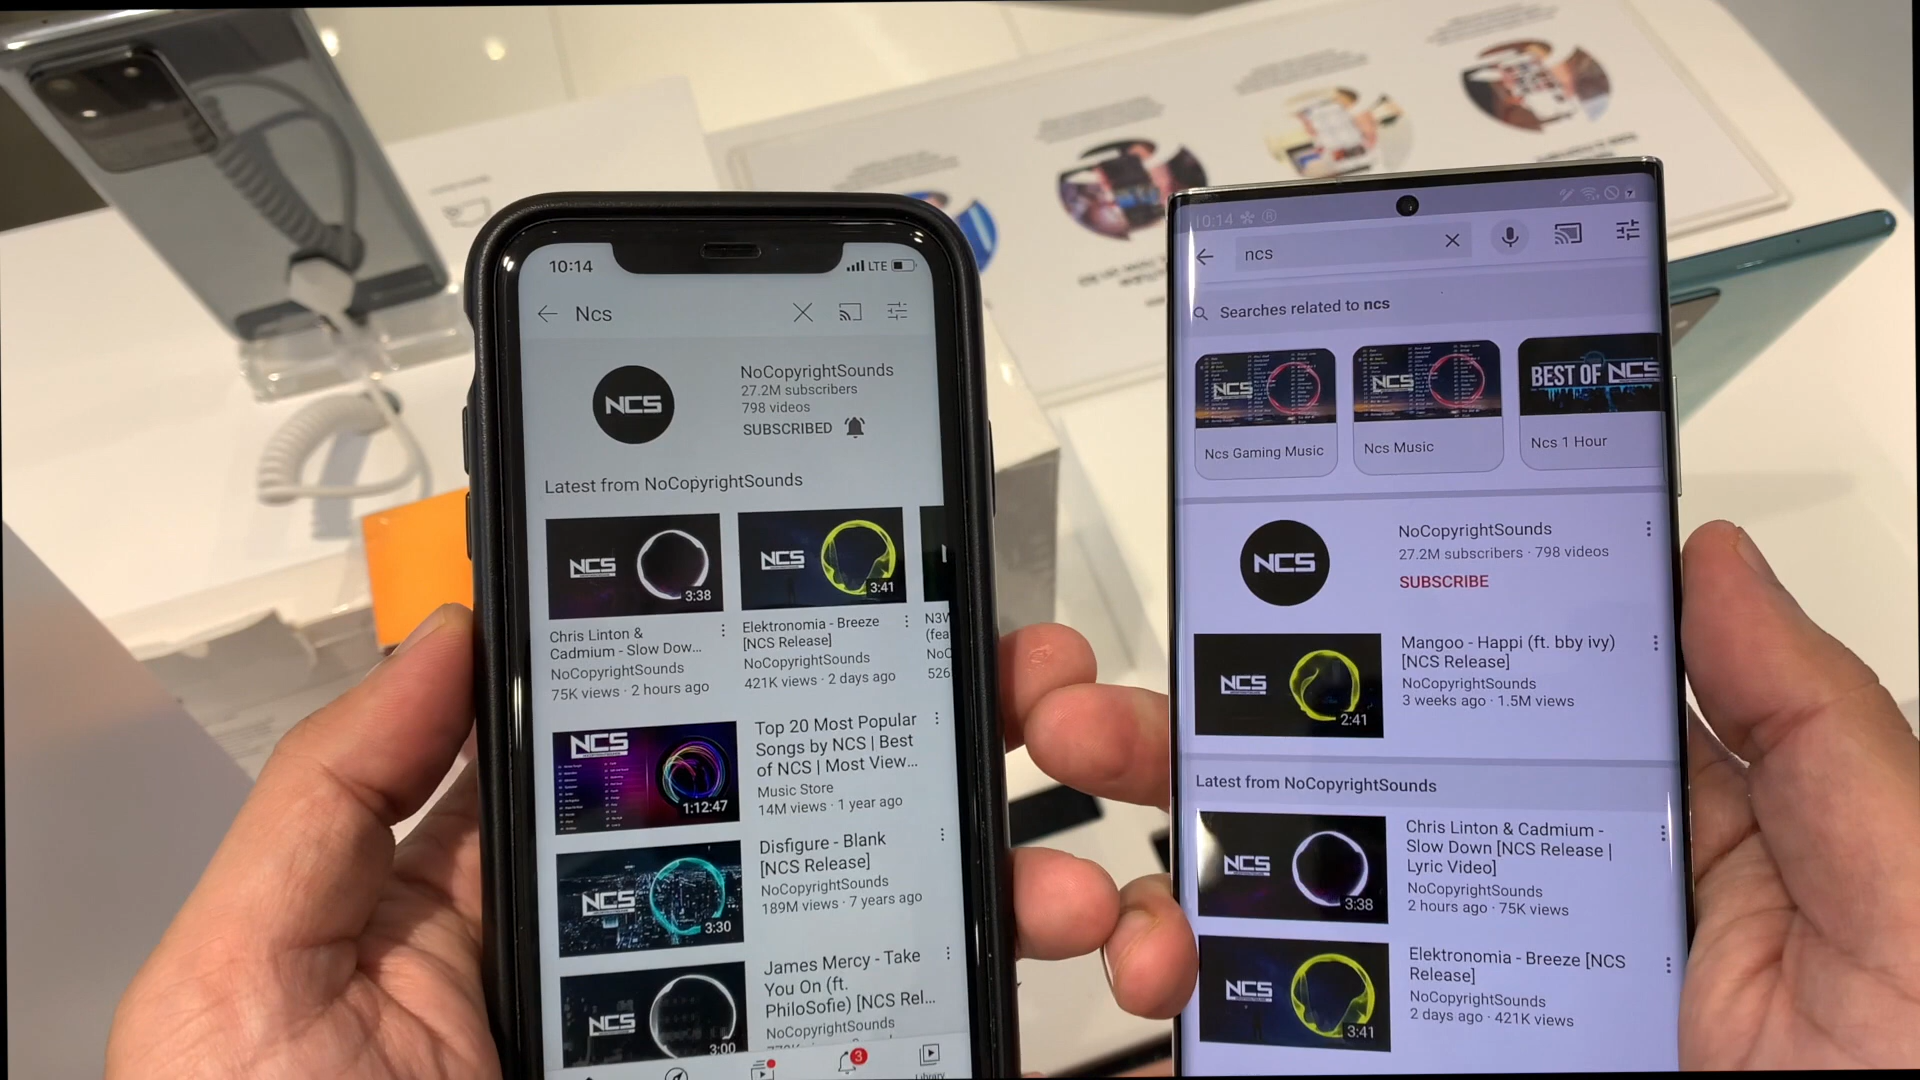 10:14
LTE
Ncs
NCS
NoCopyrightSounds
27.2M subscribers
798 videos
SUBSCRIBED
Latest from NoCopyrightSounds
NCS
3:38
NCS
3:41
Chris Linton &
Cadmium - Slow Dow...
NoCopyrightSounds
75K views · 2 hours ago
Elektronomia - Breeze
[NCS Release]
NoCopyrightSounds
421K views · 2 days ago
N3W
(fea
NoC
526
NCS
1:12:47
Top 20 Most Popular
Songs by NCS | Best
of NCS | Most View...
Music Store
14M views · 1 year ago
NCS
3:30
Disfigure - Blank
[NCS Release]
NoCopyrightSounds
189M views · 7 years ago
NCS
3:00
James Mercy - Take
You On (ft.
PhiloSofie) [NCS Rel...
NoCopyrightSounds
3
Library
10:14
ncs
Searches related to ncs
NCS
Ncs Gaming Music
NCS
Ncs Music
BEST OF NCS
Ncs 1 Hour
NCS
NoCopyrightSounds
27.2M subscribers · 798 videos
SUBSCRIBE
NCS
2:41
Mangoo - Happi (ft. bby ivy)
[NCS Release]
NoCopyrightSounds
3 weeks ago · 1.5M views
Latest from NoCopyrightSounds
NCS
3:38
Chris Linton & Cadmium -
Slow Down [NCS Release |
Lyric Video]
NoCopyrightSounds
2 hours ago · 75K views
NCS
3:41
Elektronomia - Breeze [NCS
Release]
NoCopyrightSounds
2 days ago · 421K views